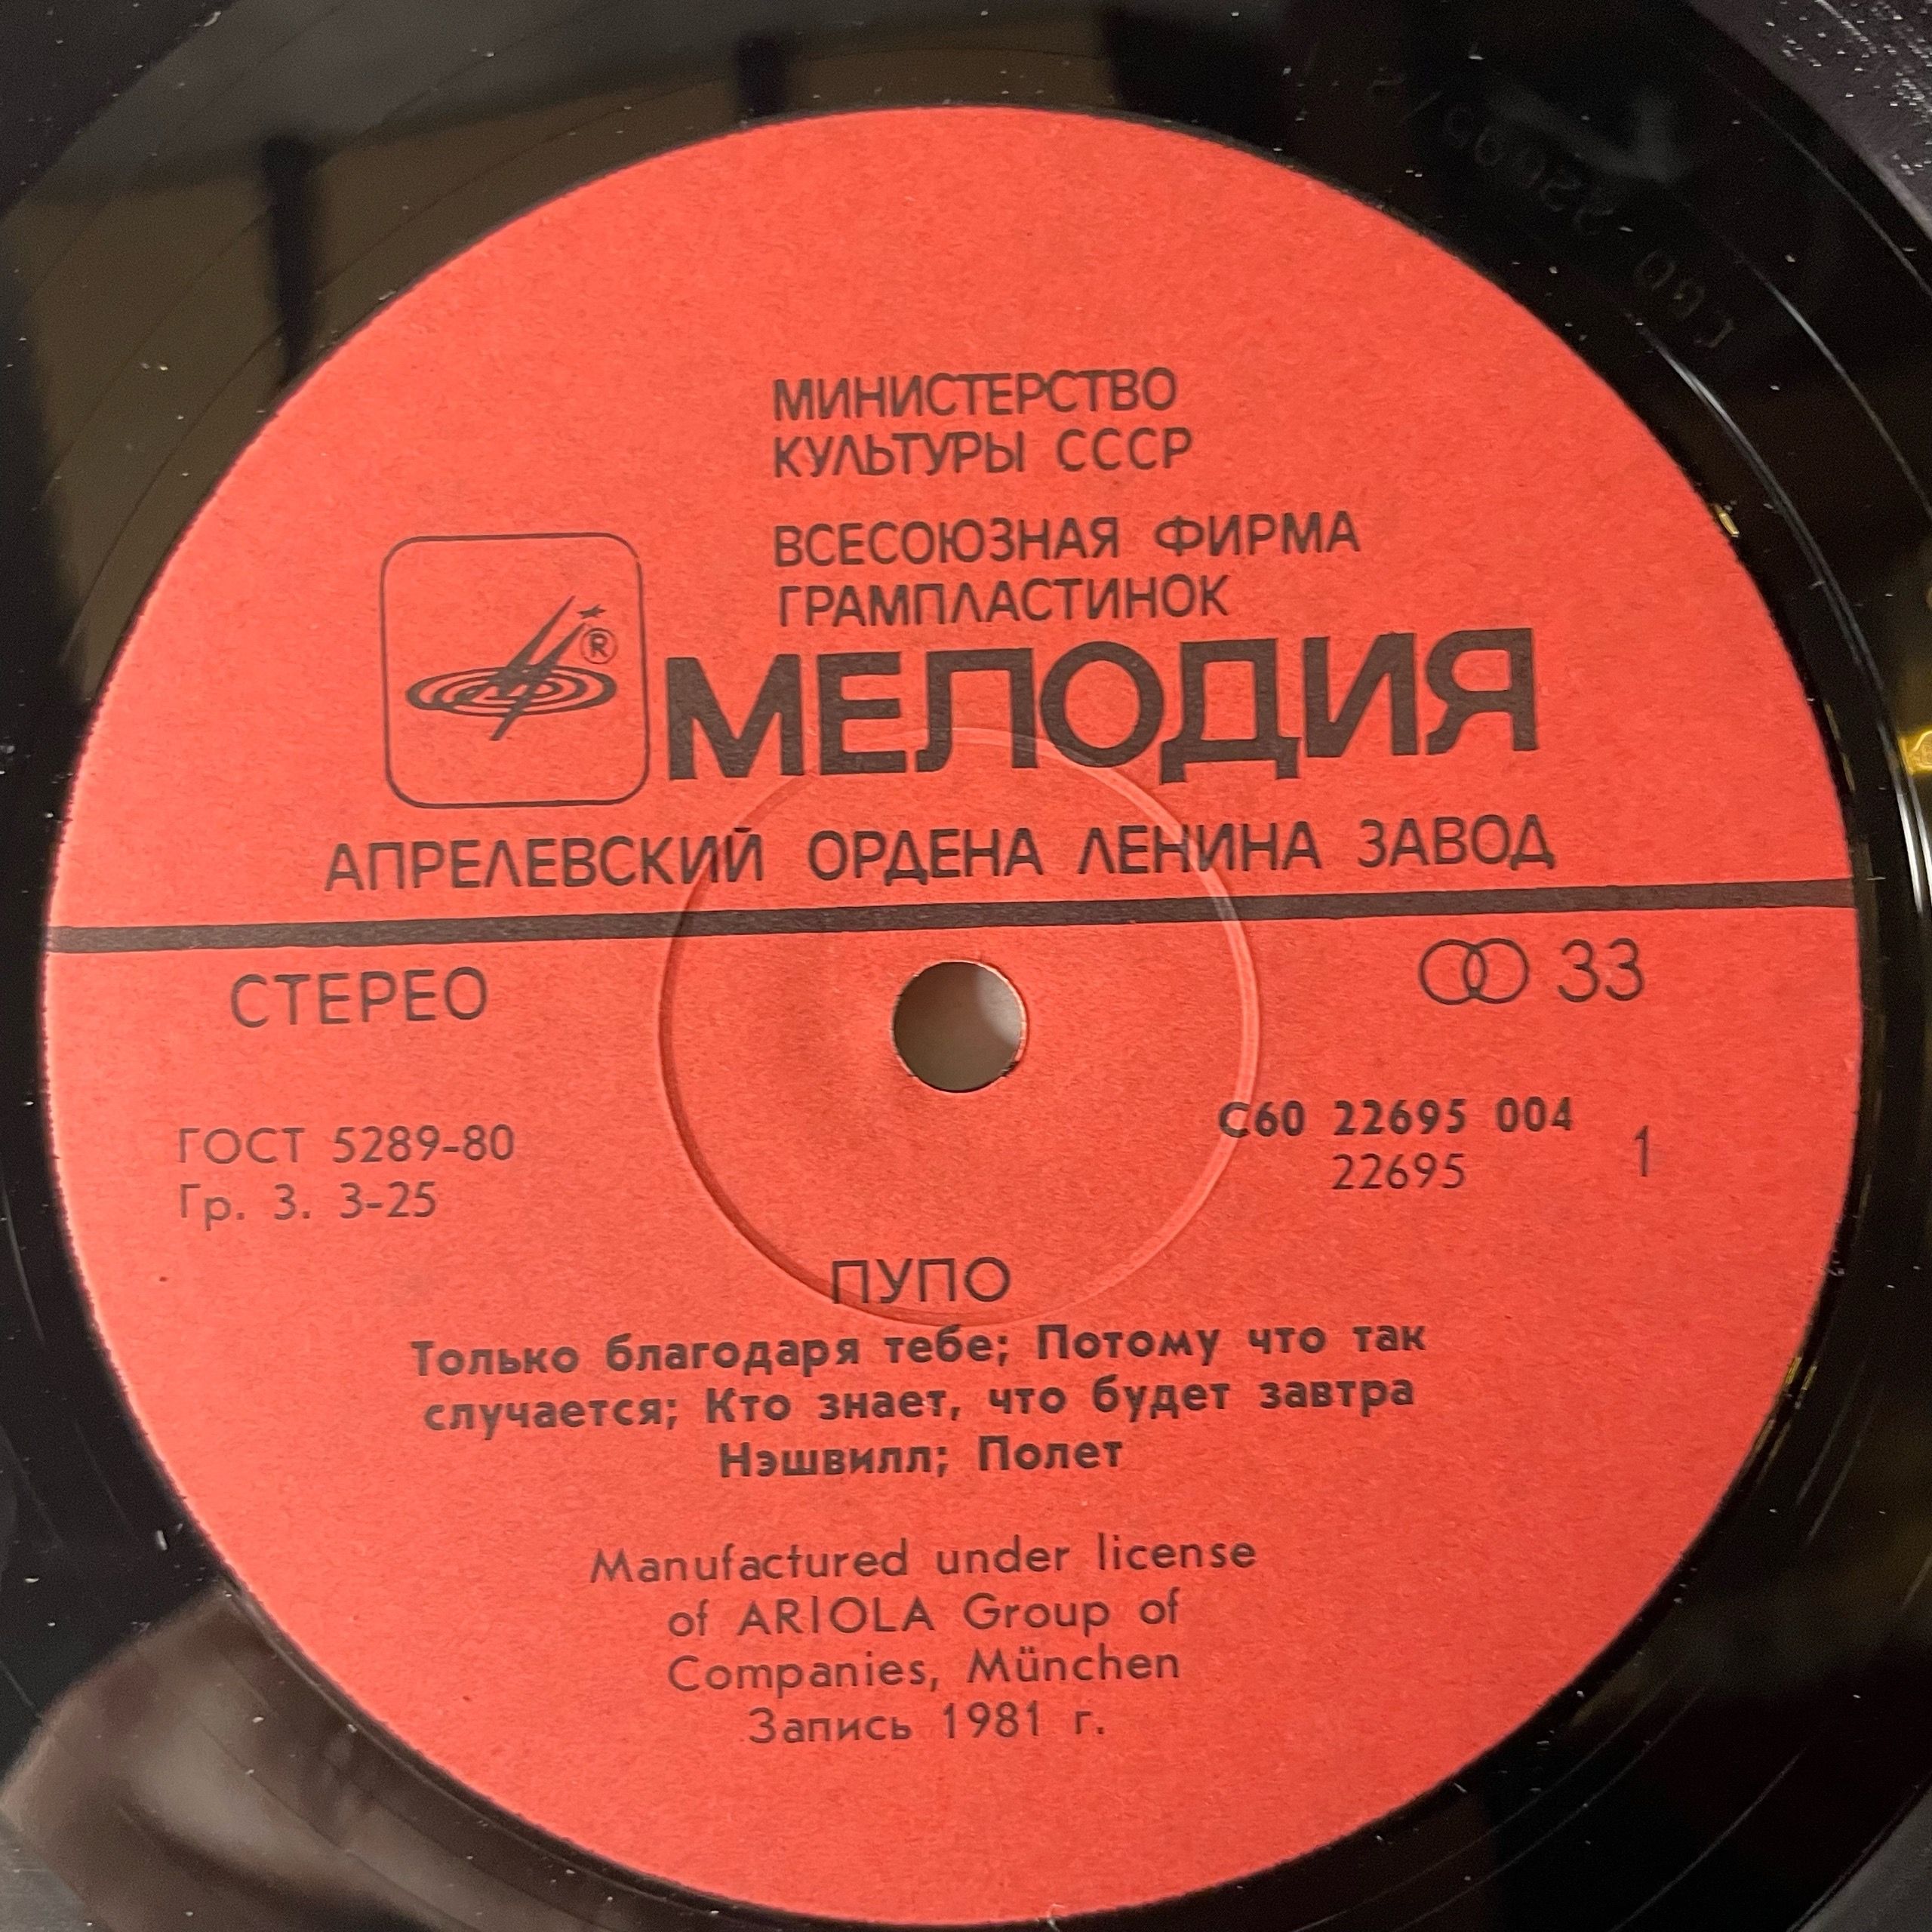 МИНИСТЕРСТВО
КУЛЬТУРЫ СССР
ВСЕСОЮЗНАЯ ФИРМА
ГРАМПЛАСТИНОК
®
МЕЛОДИЯ
АПРЕЛЕВСКИЙ ОРДЕНА ЛЕНИНА ЗАВОД
СТЕРЕО
33
ГОСТ 5289-80
Гр. 3. 3-25
С60 22695 004
22695
1
ПУПО
Только благодаря тебе; Потому что так
случается; Кто знает, что будет завтра
Нэшвилл; Полет
Manufactured under license
of ARIOLA Group of
Companies, München
Запись 1981 г.